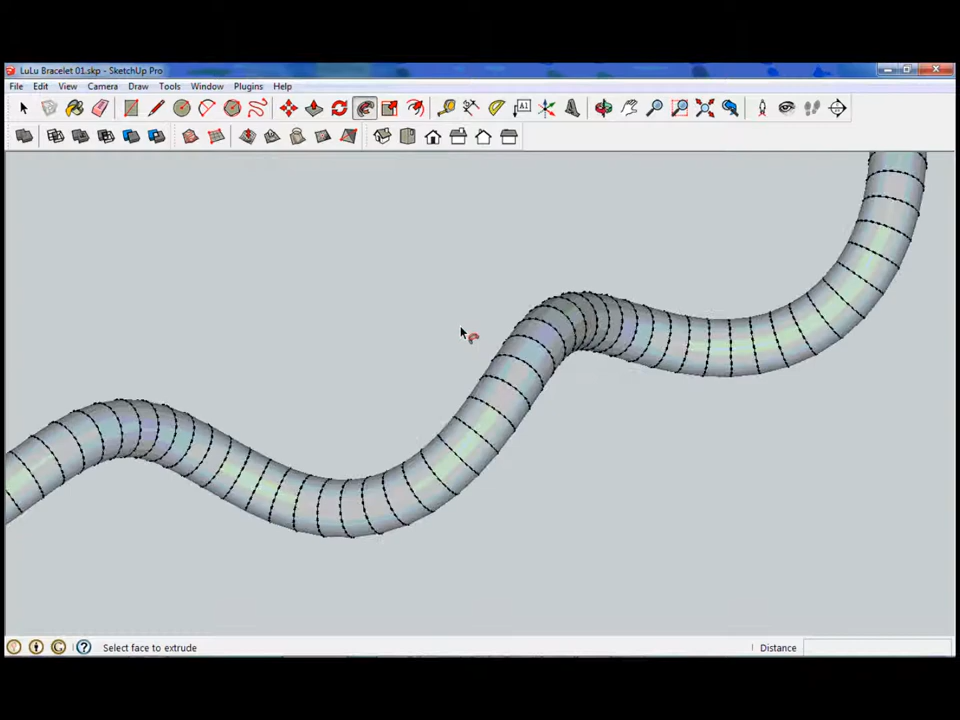 LuLu Bracelet 01.skp - SketchUp Pro
File Edit View Camera Draw Tools Window Plugins Help
A1
Select face to extrude
Distance